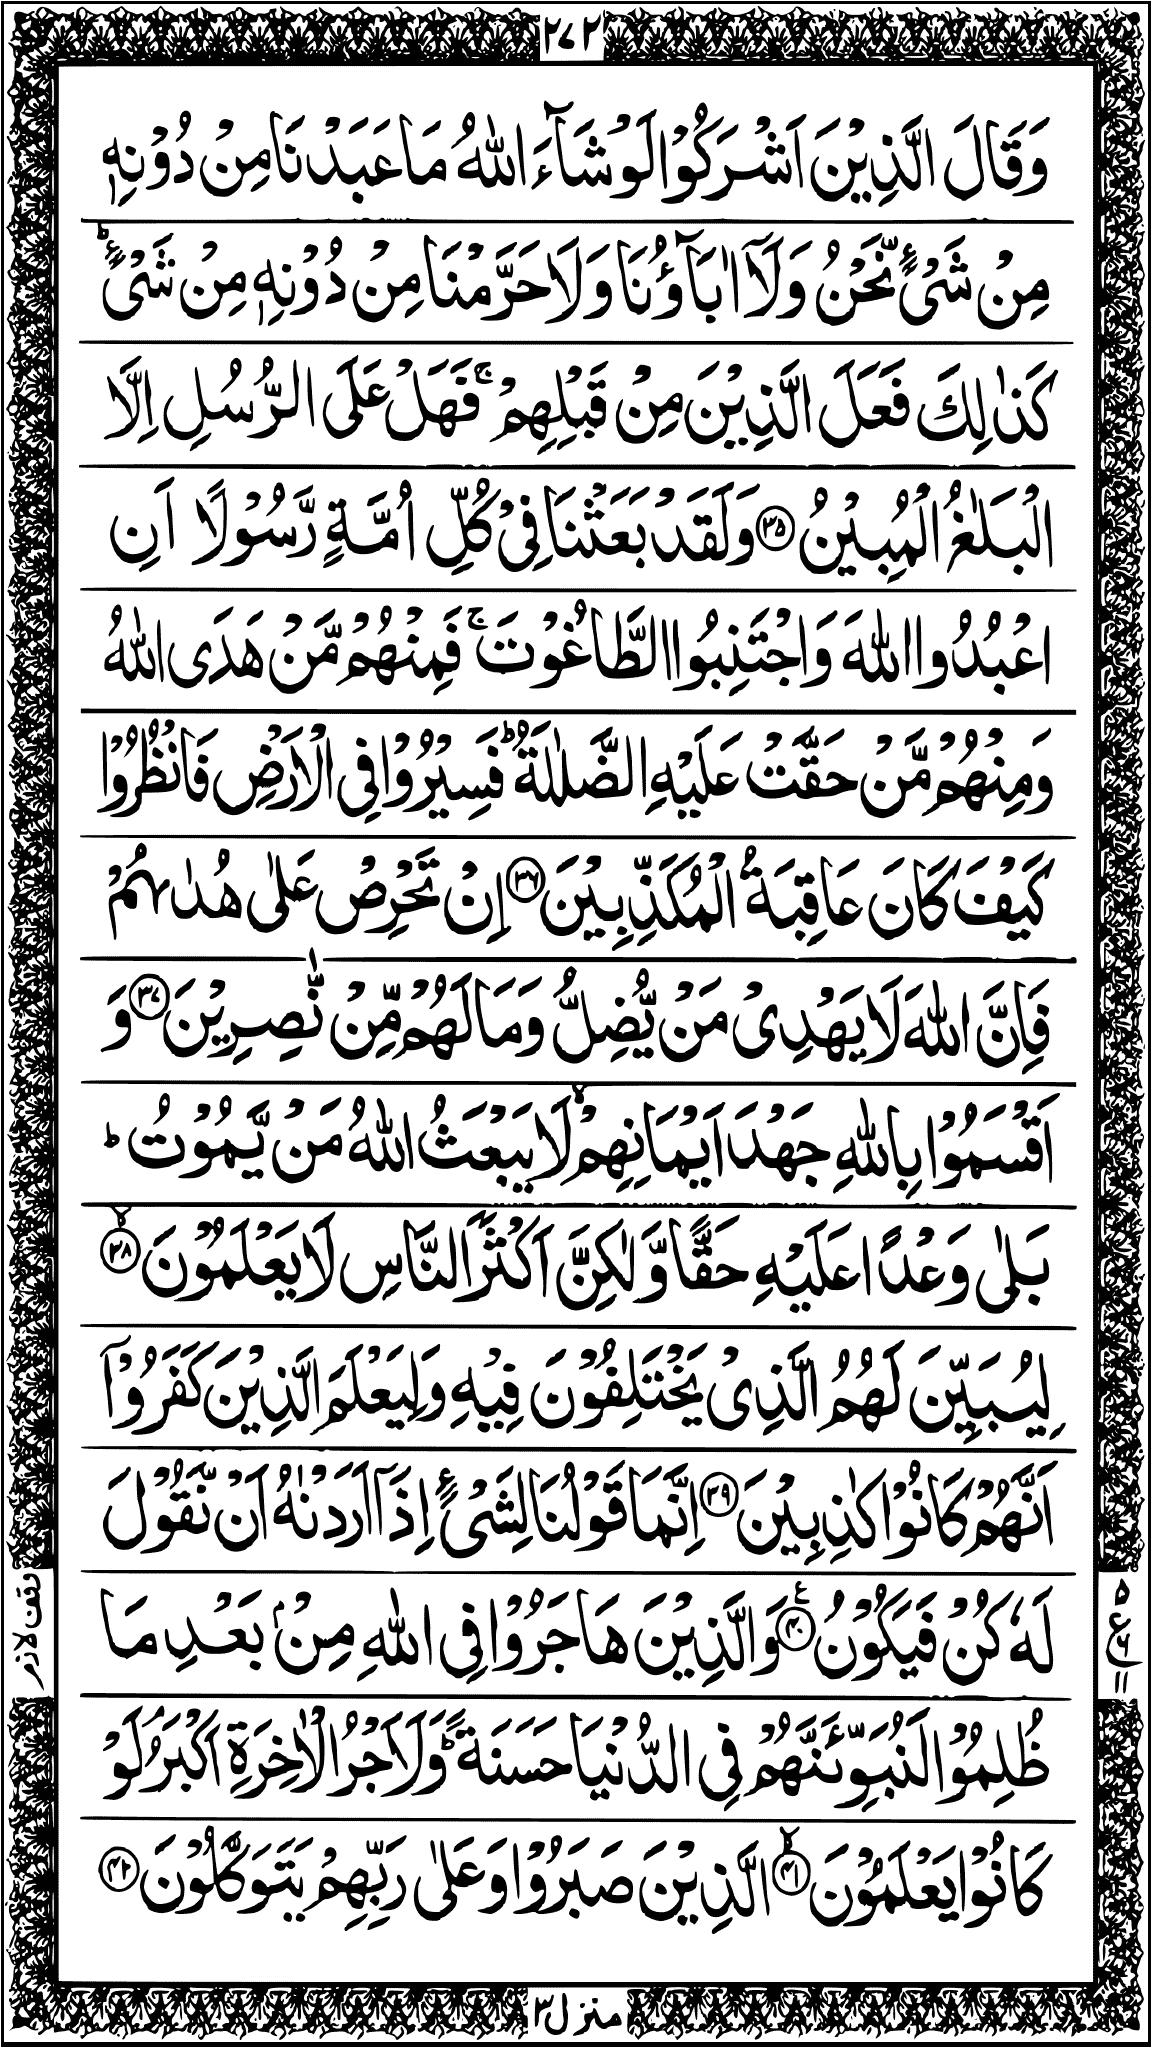 ٢٧٢
وَقَالَ الَّذِيْنَ اَشْرَكُوْا لَوْ شَآءَ اللّٰهُ مَا عَبَدْنَا مِنْ دُوْنِهٖ
مِنْ شَیْءٍ نَّحْنُ وَلَاۤ اٰبَآؤُنَا وَلَا حَرَّمْنَا مِنْ دُوْنِهٖ مِنْ شَیْءٍ ؕ
كَذٰلِكَ فَعَلَ الَّذِيْنَ مِنْ قَبْلِهِمْ ۚ فَهَلْ عَلَی الرُّسُلِ اِلَّا
الْبَلٰغُ الْمُبِيْنُ ﴿٣٥﴾ وَلَقَدْ بَعَثْنَا فِیْ كُلِّ اُمَّةٍ رَّسُوْلًا اَنِ
اعْبُدُوا اللّٰهَ وَاجْتَنِبُوا الطَّاغُوْتَ ۚ فَمِنْهُمْ مَّنْ هَدَی اللّٰهُ
وَمِنْهُمْ مَّنْ حَقَّتْ عَلَيْهِ الضَّلٰلَةُ ؕ فَسِيْرُوْا فِی الْاَرْضِ فَانْظُرُوْا
كَيْفَ كَانَ عَاقِبَةُ الْمُكَذِّبِيْنَ ﴿٣٦﴾ اِنْ تَحْرِصْ عَلٰی هُدٰىهُمْ
فَاِنَّ اللّٰهَ لَا يَهْدِیْ مَنْ يُّضِلُّ وَمَا لَهُمْ مِّنْ نّٰصِرِيْنَ ﴿٣٧﴾ وَ
اَقْسَمُوْا بِاللّٰهِ جَهْدَ اَيْمَانِهِمْ ۙ لَا يَبْعَثُ اللّٰهُ مَنْ يَّمُوْتُ ؕ
بَلٰی وَعْدًا عَلَيْهِ حَقًّا وَّلٰكِنَّ اَكْثَرَ النَّاسِ لَا يَعْلَمُوْنَ ﴿٣٨﴾ ۙ
لِيُبَيِّنَ لَهُمُ الَّذِیْ يَخْتَلِفُوْنَ فِيْهِ وَلِيَعْلَمَ الَّذِيْنَ كَفَرُوْۤا
اَنَّهُمْ كَانُوْا كٰذِبِيْنَ ﴿٣٩﴾ اِنَّمَا قَوْلُنَا لِشَیْءٍ اِذَاۤ اَرَدْنٰهُ اَنْ نَّقُوْلَ
لَهٗ كُنْ فَيَكُوْنُ ﴿٤٠﴾ ع وَالَّذِيْنَ هَاجَرُوْا فِی اللّٰهِ مِنْۢ بَعْدِ مَا
ظُلِمُوْا لَنُبَوِّئَنَّهُمْ فِی الدُّنْيَا حَسَنَةً ؕ وَلَاَجْرُ الْاٰخِرَةِ اَكْبَرُ ۘ لَوْ
كَانُوْا يَعْلَمُوْنَ ﴿٤١﴾ ۙ الَّذِيْنَ صَبَرُوْا وَعَلٰی رَبِّهِمْ يَتَوَكَّلُوْنَ ﴿٤٢﴾
وقف لازم
٥ ع ٦ ١١
منزل ٣